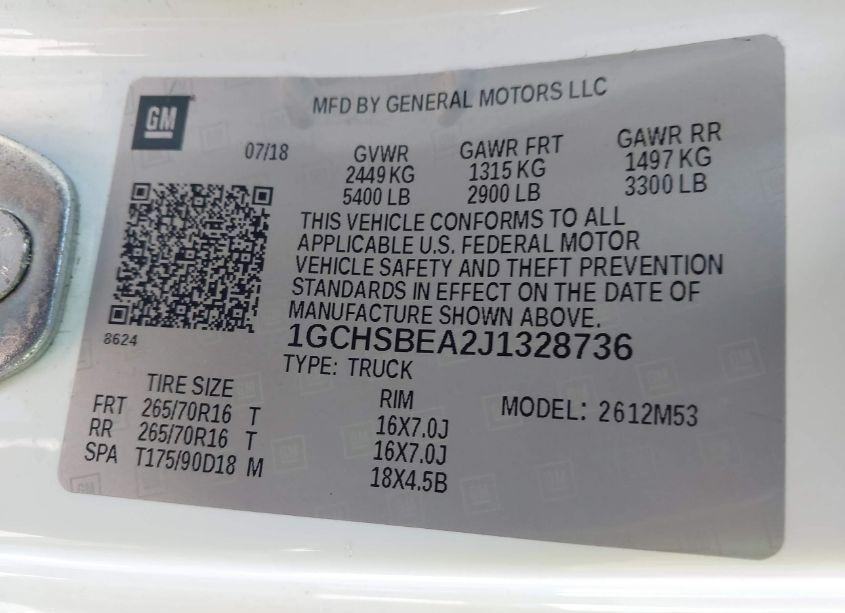 GM
MFD BY GENERAL MOTORS LLC
07/18
GVWR GAWR FRT GAWR RR
2449 KG 1315 KG 1497 KG
5400 LB 2900 LB 3300 LB
THIS VEHICLE CONFORMS TO ALL
APPLICABLE U.S. FEDERAL MOTOR
VEHICLE SAFETY AND THEFT PREVENTION
STANDARDS IN EFFECT ON THE DATE OF
MANUFACTURE SHOWN ABOVE.
8624
1GCHSBEA2J1328736
TYPE: TRUCK
TIRE SIZE RIM
FRT 265/70R16 T 16X7.0J
RR 265/70R16 T 16X7.0J
SPA T175/90D18 M 18X4.5B
MODEL: 2612M53
GM